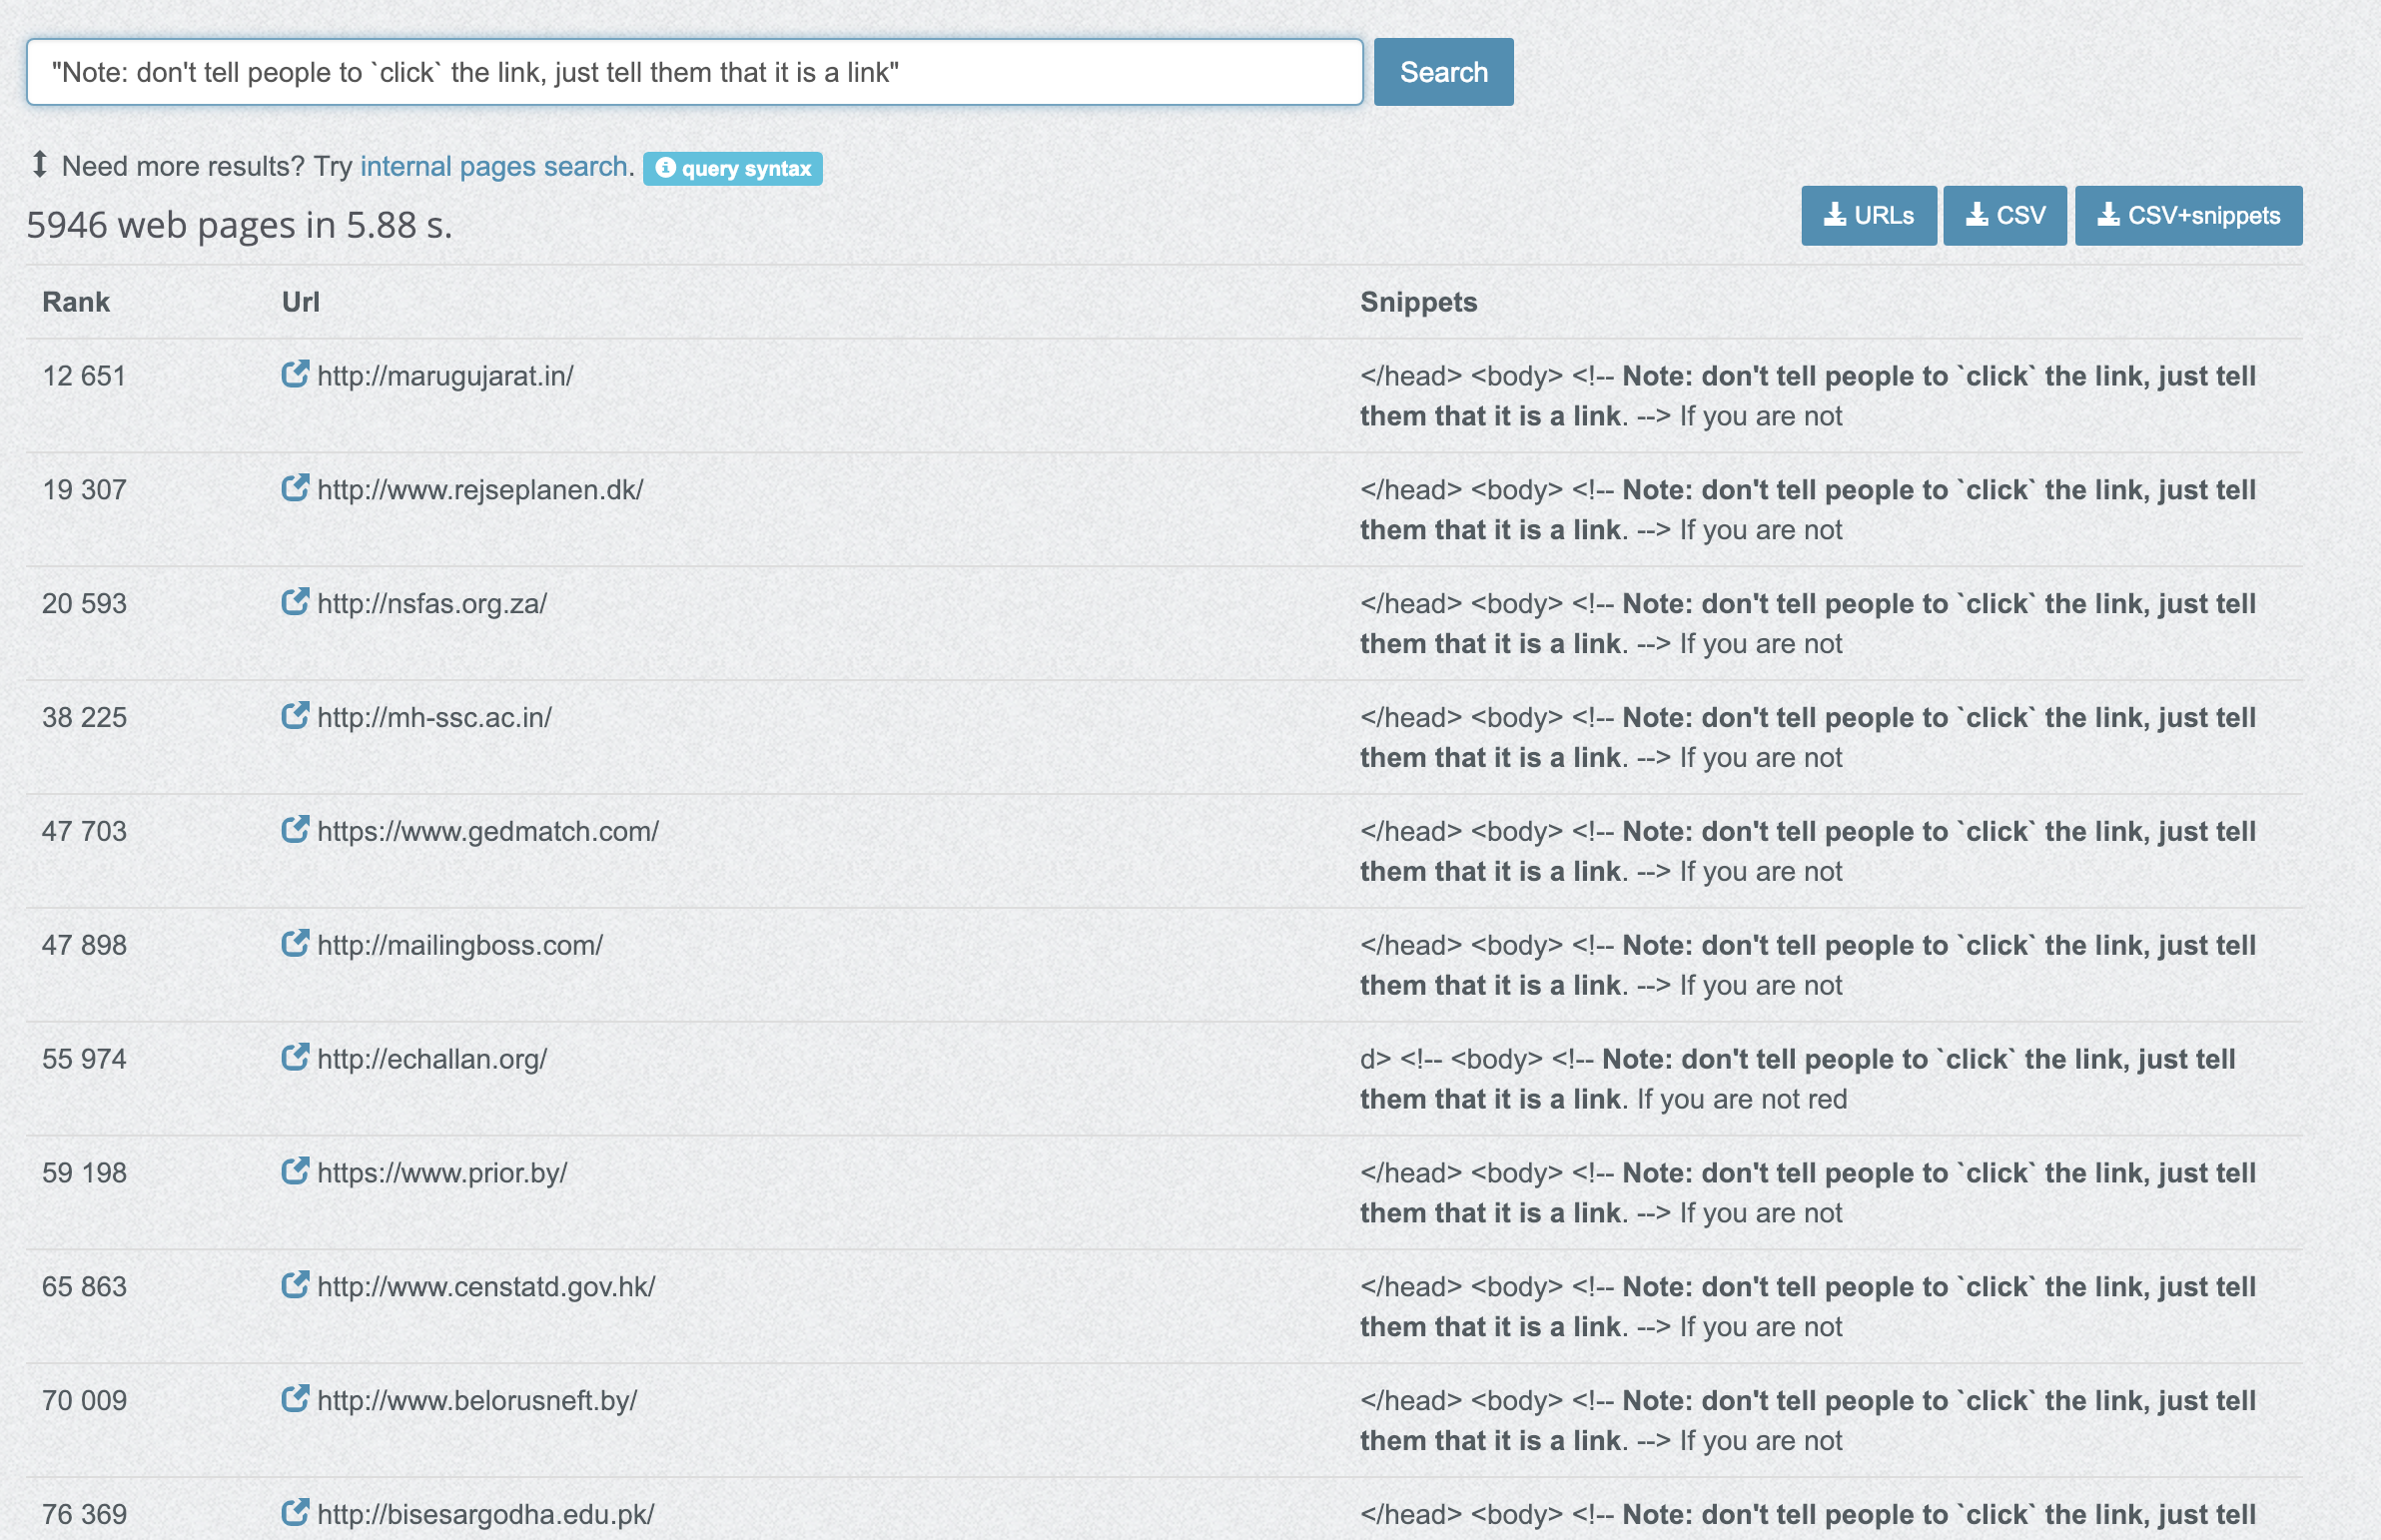 "Note: don't tell people to `click` the link, just tell them that it is a link"
Search
Need more results? Try internal pages search. query syntax
5946 web pages in 5.88 s.
URLs CSV CSV+snippets
Rank Url Snippets
12 651 http://marugujarat.in/ </head> <body> <!-- Note: don't tell people to `click` the link, just tell
them that it is a link. --> If you are not
19 307 http://www.rejseplanen.dk/ </head> <body> <!-- Note: don't tell people to `click` the link, just tell
them that it is a link. --> If you are not
20 593 http://nsfas.org.za/ </head> <body> <!-- Note: don't tell people to `click` the link, just tell
them that it is a link. --> If you are not
38 225 http://mh-ssc.ac.in/ </head> <body> <!-- Note: don't tell people to `click` the link, just tell
them that it is a link. --> If you are not
47 703 https://www.gedmatch.com/ </head> <body> <!-- Note: don't tell people to `click` the link, just tell
them that it is a link. --> If you are not
47 898 http://mailingboss.com/ </head> <body> <!-- Note: don't tell people to `click` the link, just tell
them that it is a link. --> If you are not
55 974 http://echallan.org/ d> <!-- <body> <!-- Note: don't tell people to `click` the link, just tell
them that it is a link. If you are not red
59 198 https://www.prior.by/ </head> <body> <!-- Note: don't tell people to `click` the link, just tell
them that it is a link. --> If you are not
65 863 http://www.censtatd.gov.hk/ </head> <body> <!-- Note: don't tell people to `click` the link, just tell
them that it is a link. --> If you are not
70 009 http://www.belorusneft.by/ </head> <body> <!-- Note: don't tell people to `click` the link, just tell
them that it is a link. --> If you are not
76 369 http://bisesargodha.edu.pk/ </head> <body> <!-- Note: don't tell people to `click` the link, just tell